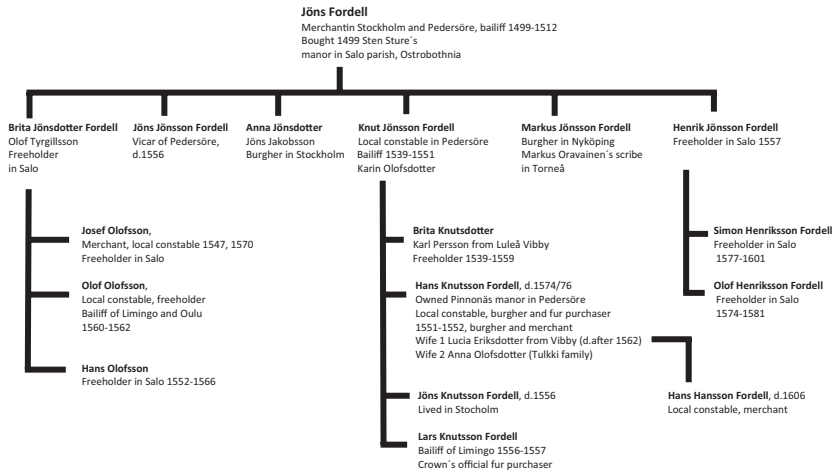 Jöns Fordell
Merchantin Stockholm and Pedersöre, bailiff 1499-1512
Bought 1499 Sten Sture´s
manor in Salo parish, Ostrobothnia
Brita Jönsdotter Fordell
Olof Tyrgillsson
Freeholder
in Salo
Jöns Jönsson Fordell
Vicar of Pedersöre,
d.1556
Anna Jönsdotter
Jöns Jakobsson
Burgher in Stockholm
Knut Jönsson Fordell
Local constable in Pedersöre
Bailiff 1539-1551
Karin Olofsdotter
Markus Jönsson Fordell
Burgher in Nyköping
Markus Oravainen´s scribe
in Torneå
Henrik Jönsson Fordell
Freeholder in Salo 1557
Josef Olofsson,
Merchant, local constable 1547, 1570
Freeholder in Salo
Olof Olofsson,
Local constable, freeholder
Bailiff of Limingo and Oulu
1560-1562
Hans Olofsson
Freeholder in Salo 1552-1566
Brita Knutsdotter
Karl Persson from Luleå Vibby
Freeholder 1539-1559
Hans Knutsson Fordell, d.1574/76
Owned Pinnonäs manor in Pedersöre
Local constable, burgher and fur purchaser
1551-1552, burgher and merchant
Wife 1 Lucia Eriksdotter from Vibby (d.after 1562)
Wife 2 Anna Olofsdotter (Tulkki family)
Jöns Knutsson Fordell, d.1556
Lived in Stocholm
Lars Knutsson Fordell
Bailiff of Limingo 1556-1557
Crown´s official fur purchaser
Simon Henriksson Fordell
Freeholder in Salo
1577-1601
Olof Henriksson Fordell
Freeholder in Salo
1574-1581
Hans Hansson Fordell, d.1606
Local constable, merchant